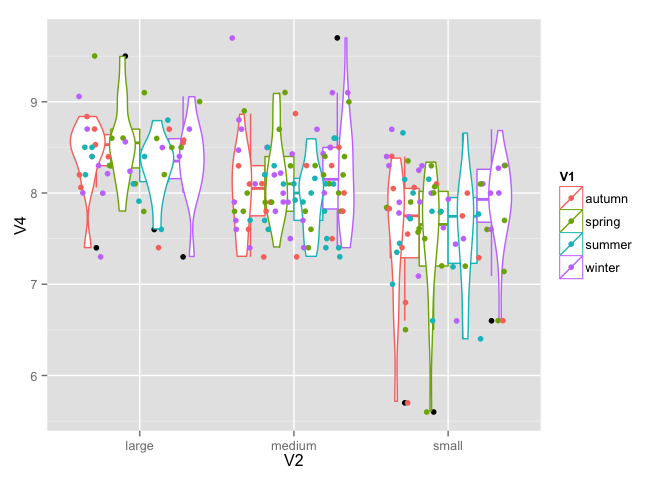 9
8
7
6
V4
large
medium
small
V2
V1
autumn
spring
summer
winter